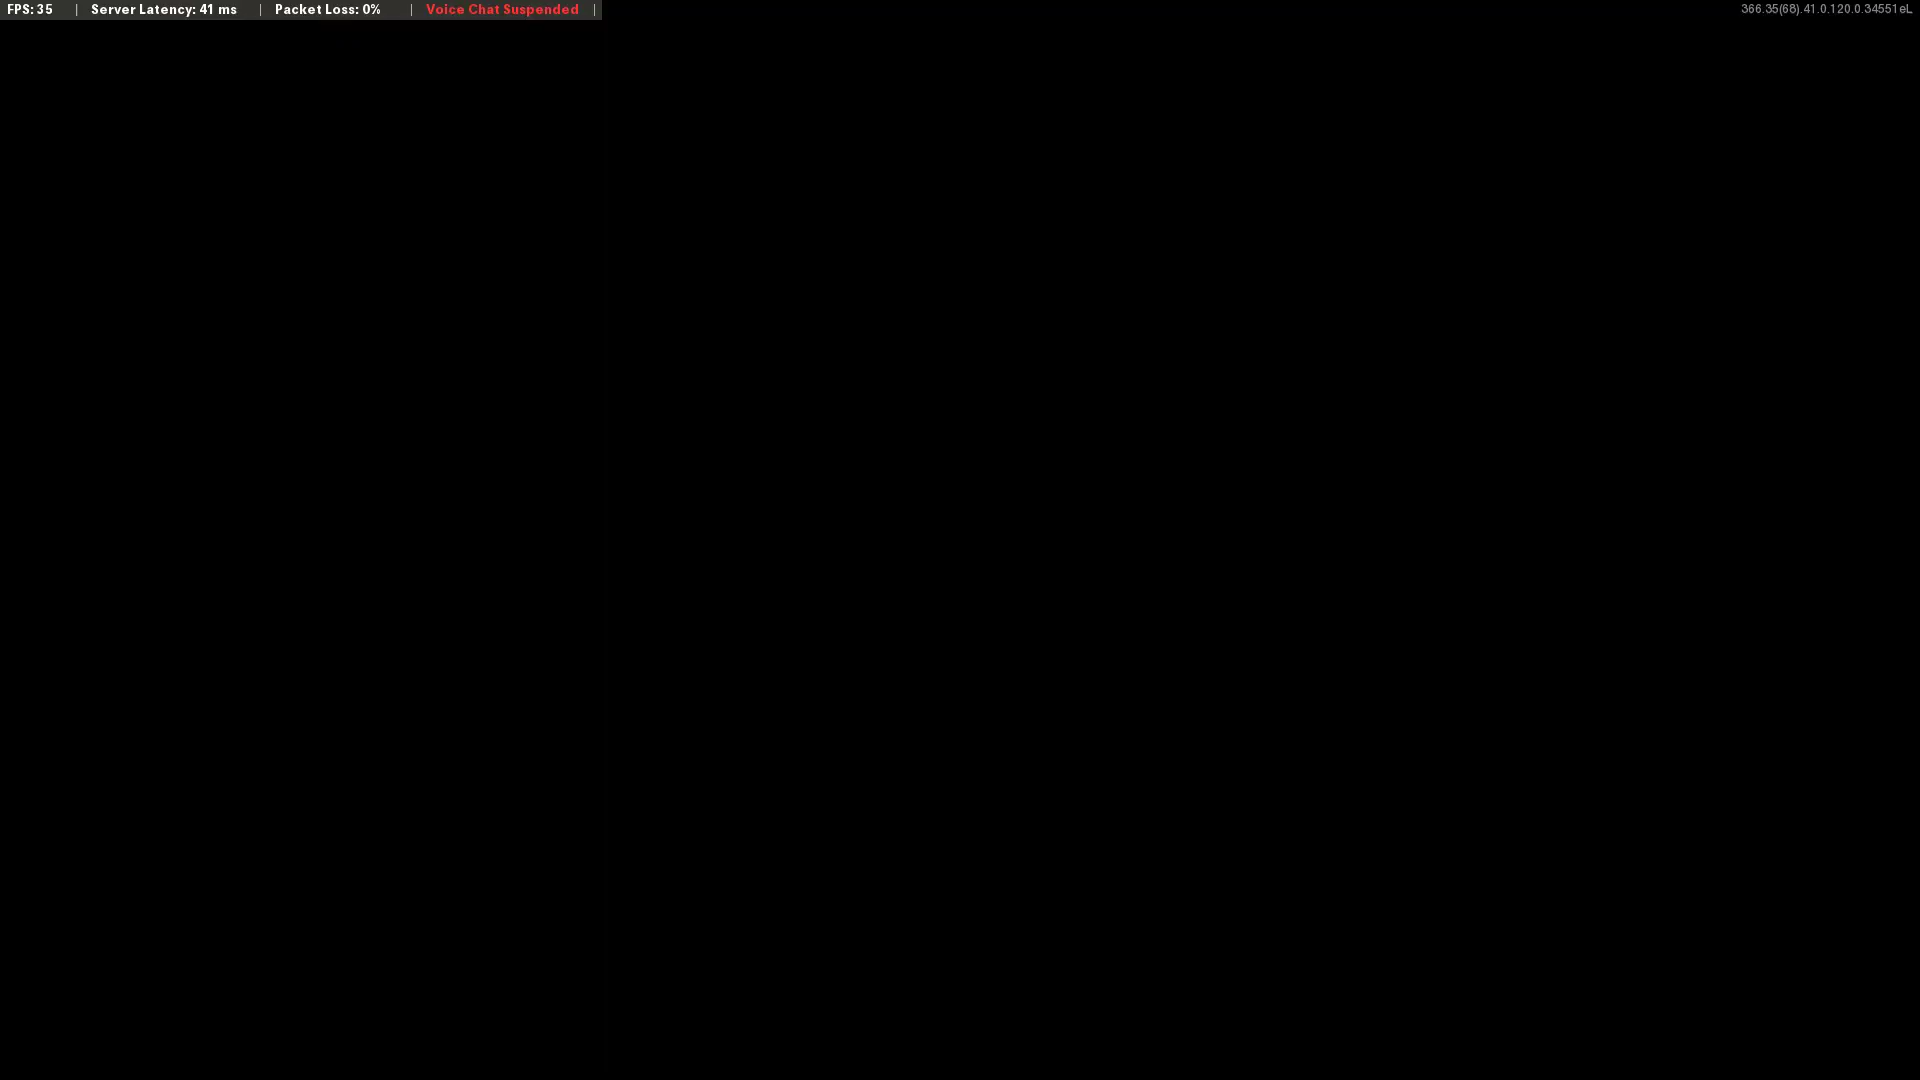 FPS: 35 | Server Latency: 41 ms | Packet Loss: 0% | Voice Chat Suspended |
366.35(68).41.0.120.0.34551eL